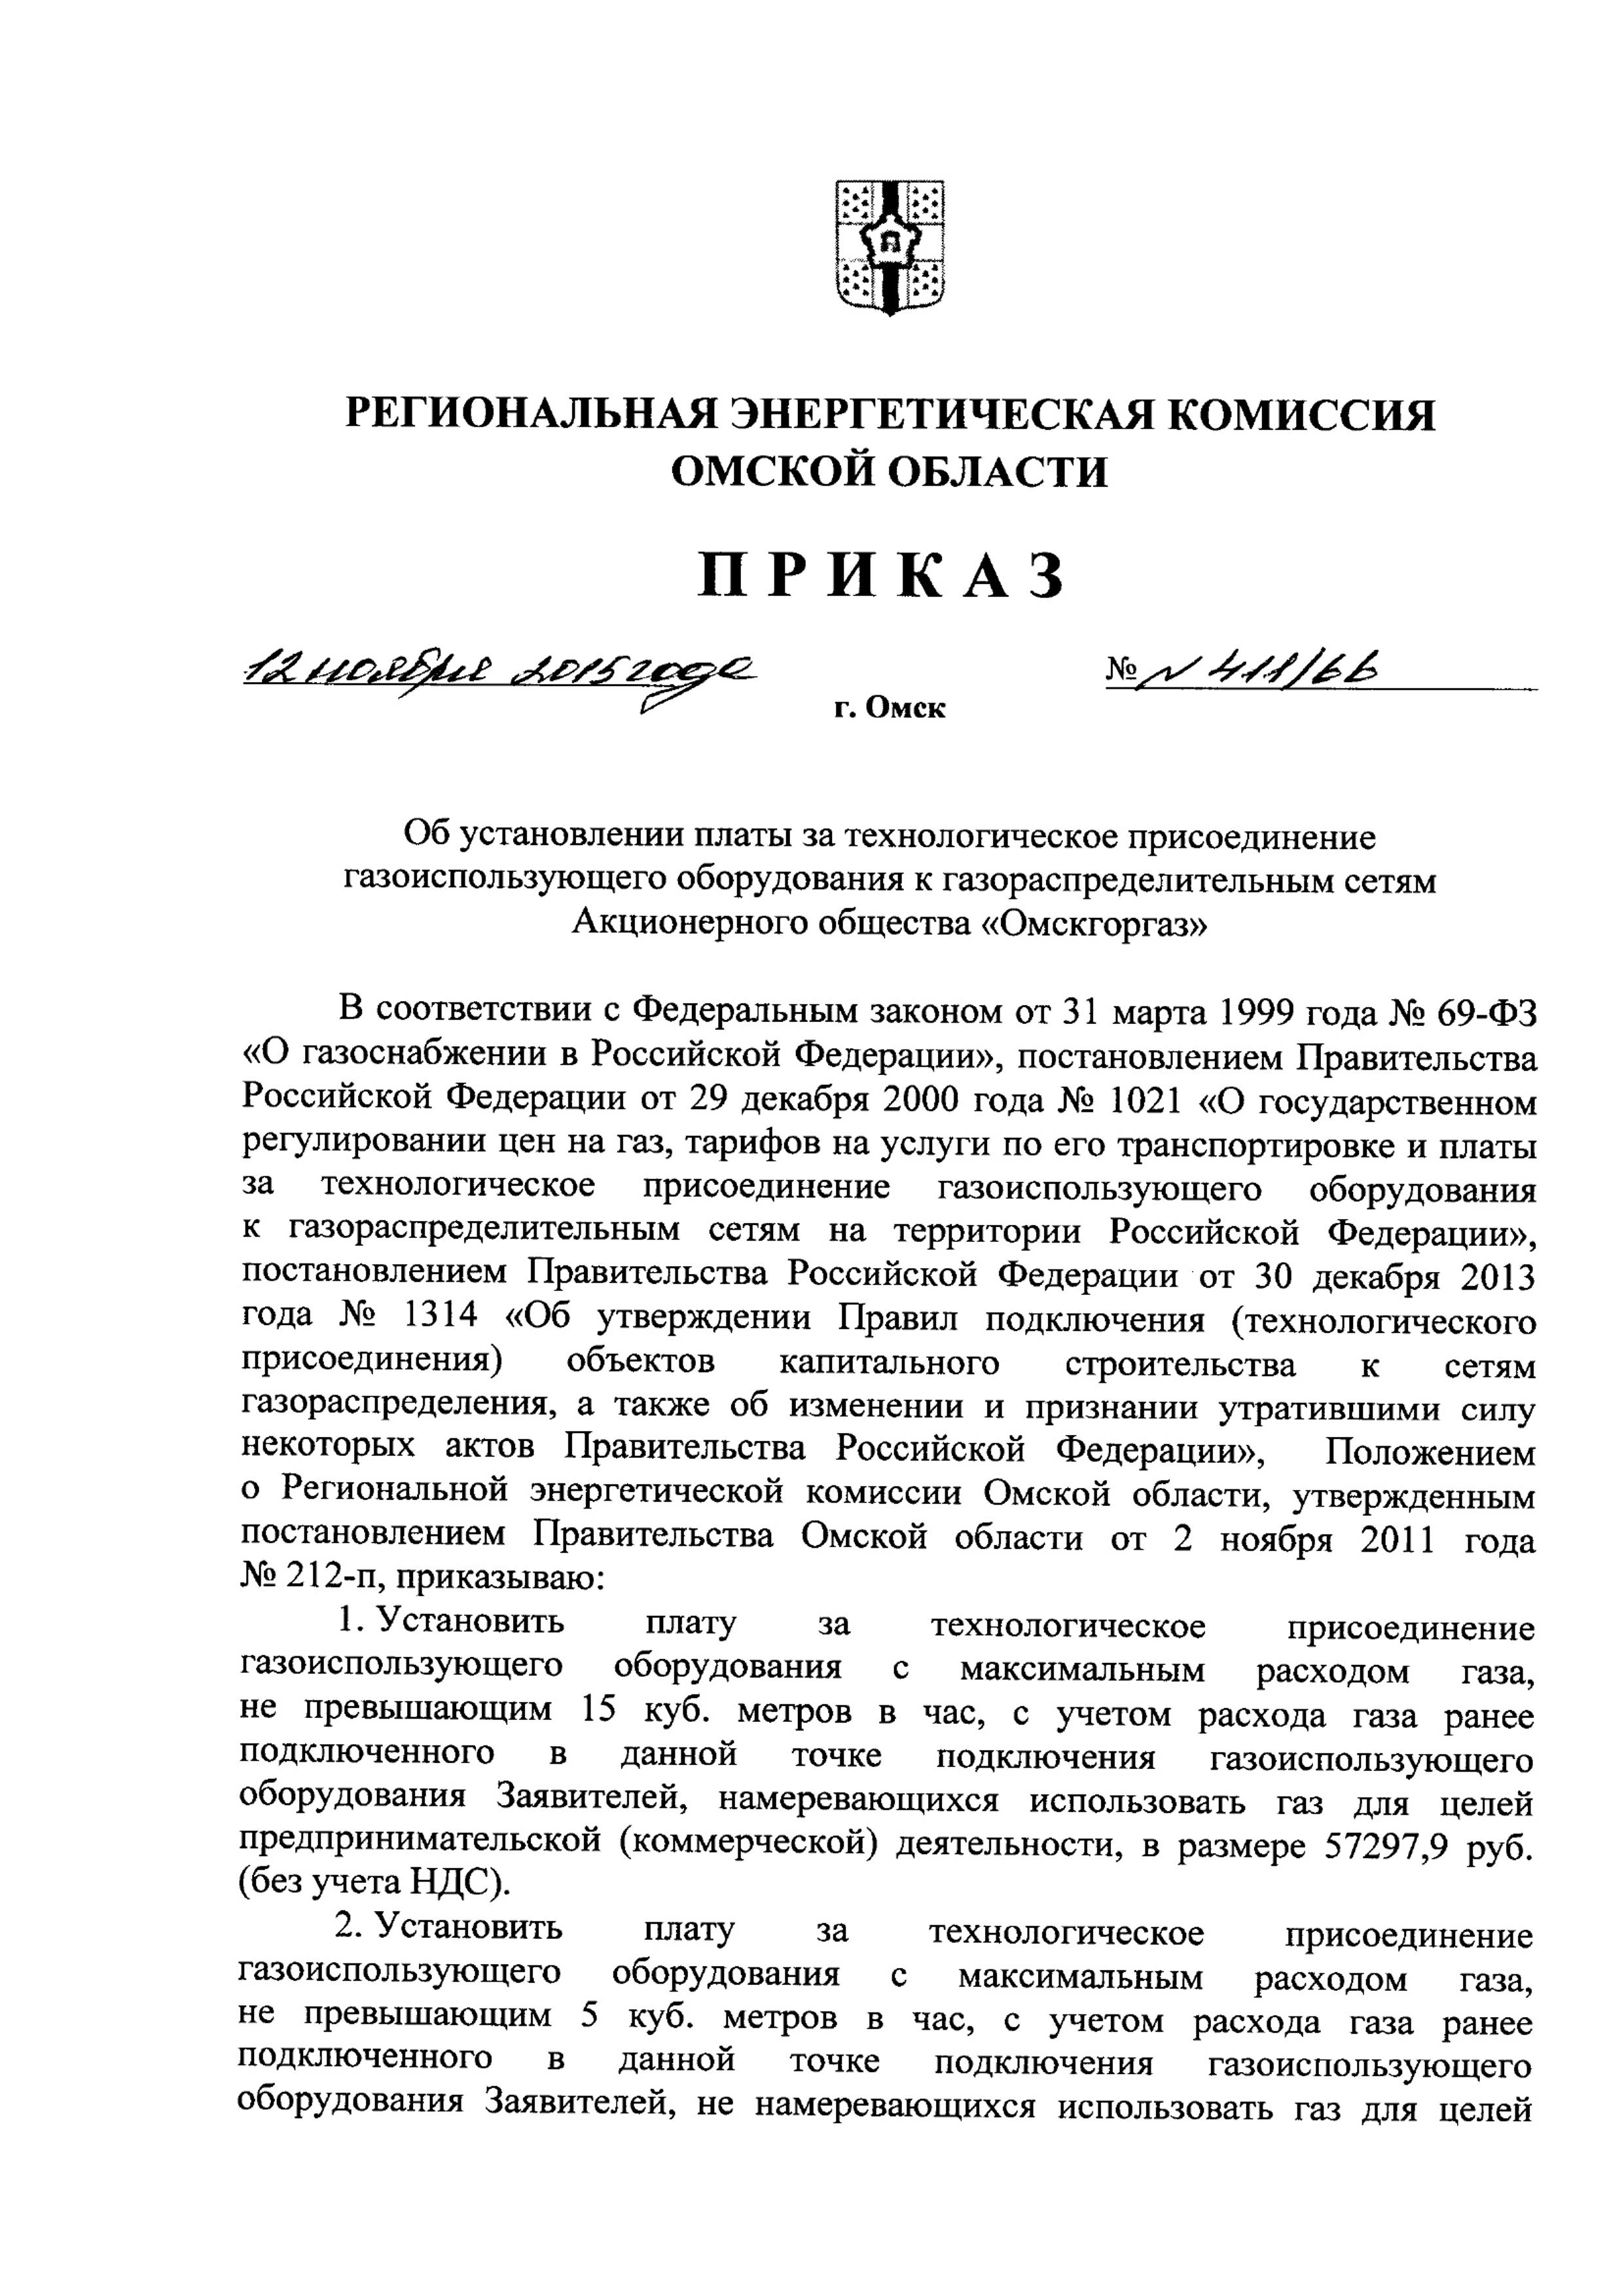 РЕГИОНАЛЬНАЯ ЭНЕРГЕТИЧЕСКАЯ КОМИССИЯ
ОМСКОЙ ОБЛАСТИ
П Р И К А З
12 ноября 2015 года
№ N 411/66
г. Омск
Об установлении платы за технологическое присоединение
газоиспользующего оборудования к газораспределительным сетям
Акционерного общества «Омскгоргаз»
В соответствии с Федеральным законом от 31 марта 1999 года № 69-ФЗ
«О газоснабжении в Российской Федерации», постановлением Правительства
Российской Федерации от 29 декабря 2000 года № 1021 «О государственном
регулировании цен на газ, тарифов на услуги по его транспортировке и платы
за технологическое присоединение газоиспользующего оборудования
к газораспределительным сетям на территории Российской Федерации»,
постановлением Правительства Российской Федерации от 30 декабря 2013
года № 1314 «Об утверждении Правил подключения (технологического
присоединения) объектов капитального строительства к сетям
газораспределения, а также об изменении и признании утратившими силу
некоторых актов Правительства Российской Федерации», Положением
о Региональной энергетической комиссии Омской области, утвержденным
постановлением Правительства Омской области от 2 ноября 2011 года
№ 212-п, приказываю:
1. Установить плату за технологическое присоединение
газоиспользующего оборудования с максимальным расходом газа,
не превышающим 15 куб. метров в час, с учетом расхода газа ранее
подключенного в данной точке подключения газоиспользующего
оборудования Заявителей, намеревающихся использовать газ для целей
предпринимательской (коммерческой) деятельности, в размере 57297,9 руб.
(без учета НДС).
2. Установить плату за технологическое присоединение
газоиспользующего оборудования с максимальным расходом газа,
не превышающим 5 куб. метров в час, с учетом расхода газа ранее
подключенного в данной точке подключения газоиспользующего
оборудования Заявителей, не намеревающихся использовать газ для целей